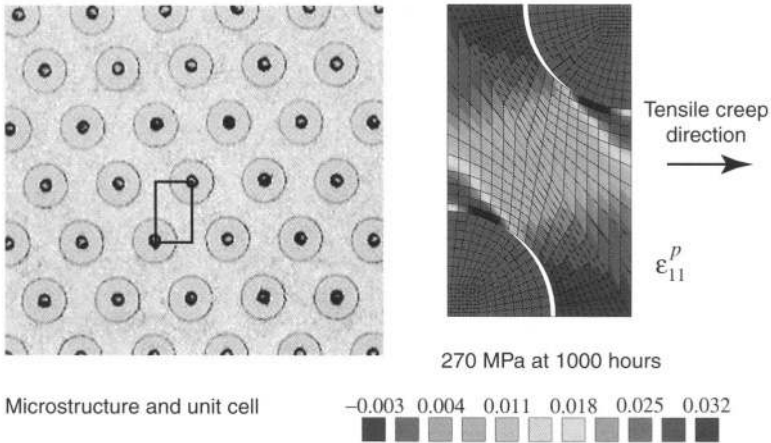 Tensile creep
direction
ε₁₁ᵖ
270 MPa at 1000 hours
Microstructure and unit cell
−0.003 0.004 0.011 0.018 0.025 0.032